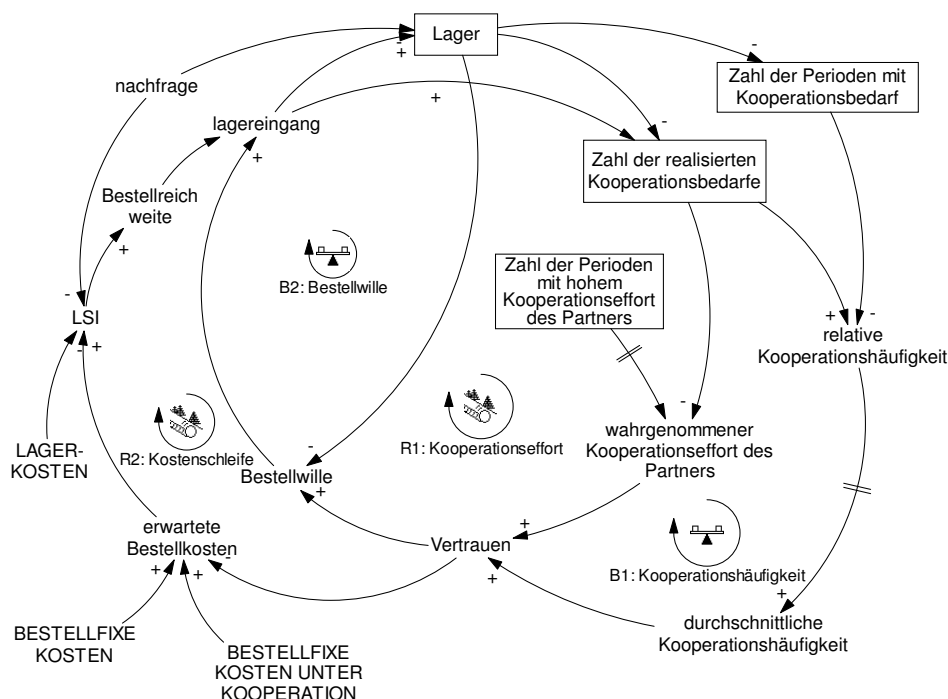 Lager
-
+
-
nachfrage
Zahl der Perioden mit
Kooperationsbedarf
+
lagereingang
-
+
Zahl der realisierten
Kooperationsbedarfe
Bestellreich
weite
+
B2: Bestellwille
Zahl der Perioden
mit hohem
Kooperationseffort
des Partners
-
LSI
-
+
+
-
relative
Kooperationshäufigkeit
-
wahrgenommener
Kooperationseffort des
Partners
LAGER-
KOSTEN
R2: Kostenschleife
R1: Kooperationseffort
-
Bestellwille
+
erwartete
Bestellkosten
+
+
-
Vertrauen
+
+
B1: Kooperationshäufigkeit
+
durchschnittliche
Kooperationshäufigkeit
BESTELLFIXE
KOSTEN
BESTELLFIXE
KOSTEN UNTER
KOOPERATION